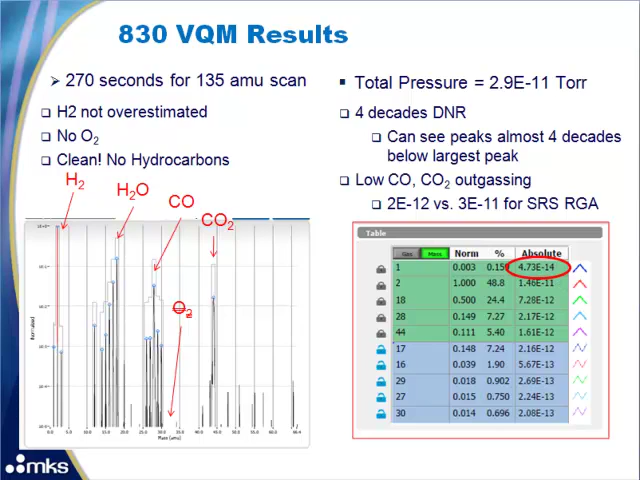 830 VQM Results
270 seconds for 135 amu scan
H2 not overestimated
No O2
Clean! No Hydrocarbons
Total Pressure = 2.9E-11 Torr
4 decades DNR
Can see peaks almost 4 decades
below largest peak
Low CO, CO2 outgassing
2E-12 vs. 3E-11 for SRS RGA
H2
H2O
CO
CO2
O2
Mass (amu)
Table
Gas Mass Norm % Absolute
1 0.003 0.159 4.73E-14
2 1.000 48.8 1.46E-11
18 0.500 24.4 7.28E-12
28 0.149 7.27 2.17E-12
44 0.111 5.40 1.61E-12
17 0.148 7.24 2.16E-12
16 0.039 1.90 5.67E-13
29 0.018 0.902 2.69E-13
27 0.015 0.750 2.24E-13
30 0.014 0.696 2.08E-13
mks